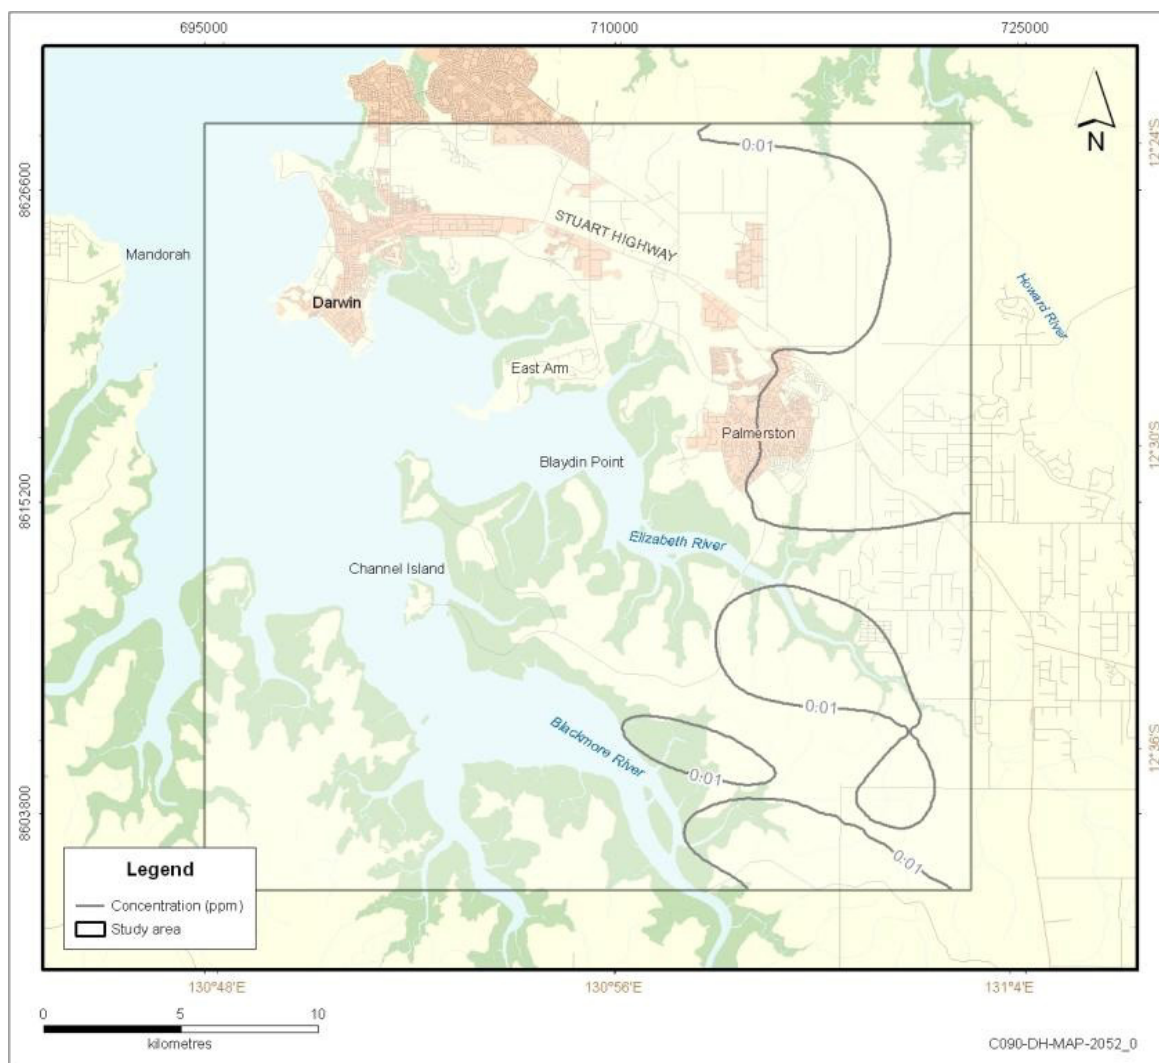 695000
710000
725000
0:01
N
12°24'S
8626600
STUART HIGHWAY
Mandorah
Darwin
Howard River
East Arm
Palmerston
12°30'S
Blaydin Point
8615200
Elizabeth River
Channel Island
0:01
Blackmore River
12°36'S
0:01
8603800
0:01
Legend
Concentration (ppm)
Study area
130°48'E
130°56'E
131°4'E
0
5
10
kilometres
C090-DH-MAP-2052_0